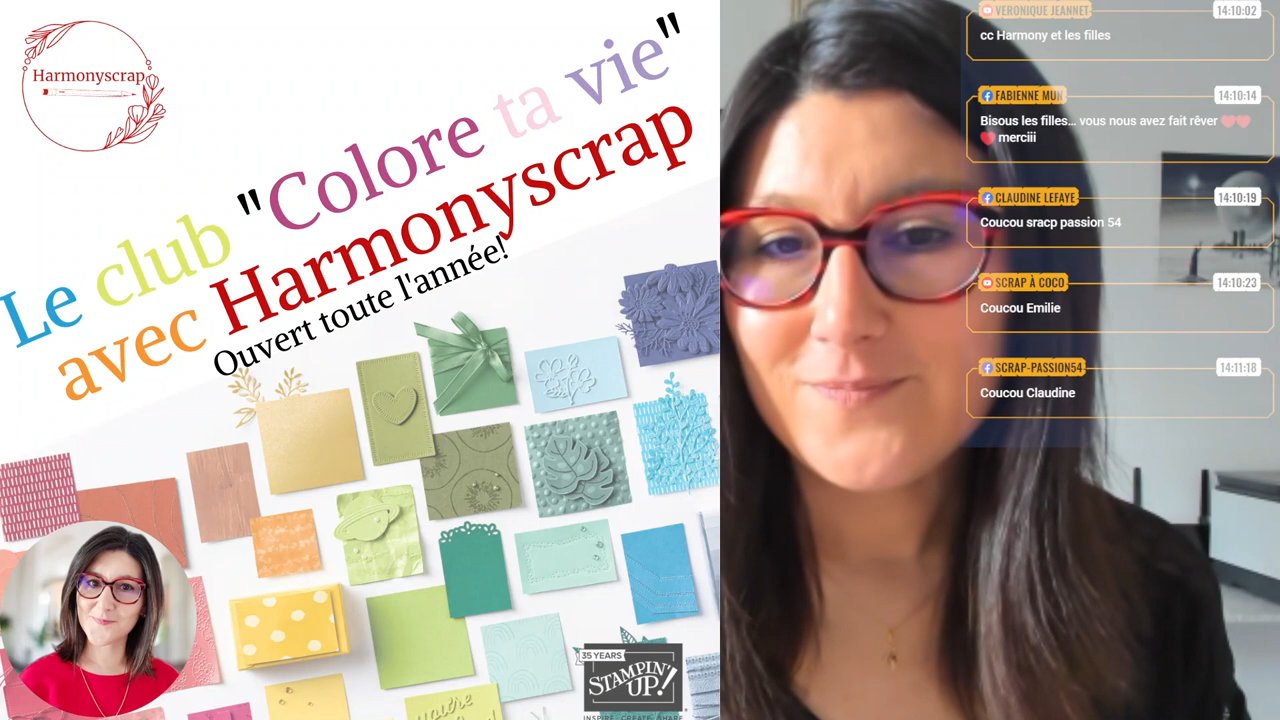 Harmonyscrap
Le club "Colore ta vie"
avec Harmonyscrap
Ouvert toute l'année!
35 YEARS
STAMPIN' UP!
INSPIRE · CREATE · SHARE
VERONIQUE JEANNET
14:10:02
cc Harmony et les filles
FABIENNE MUN
14:10:14
Bisous les filles... vous nous avez fait rêver
merciii
CLAUDINE LEFAYE
14:10:19
Coucou sracp passion 54
SCRAP À COCO
14:10:23
Coucou Emilie
SCRAP-PASSION54
14:11:18
Coucou Claudine